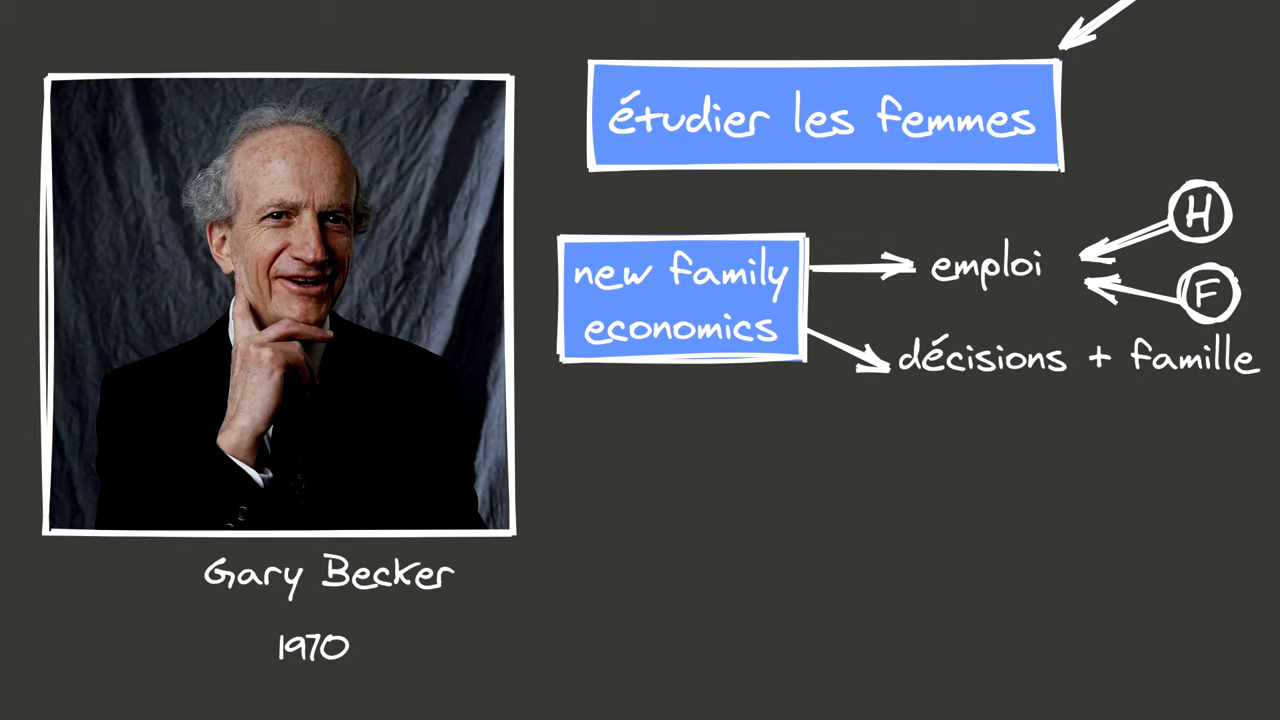 étudier les femmes
new family
economics
emploi
H
F
décisions + famille
Gary Becker
1970